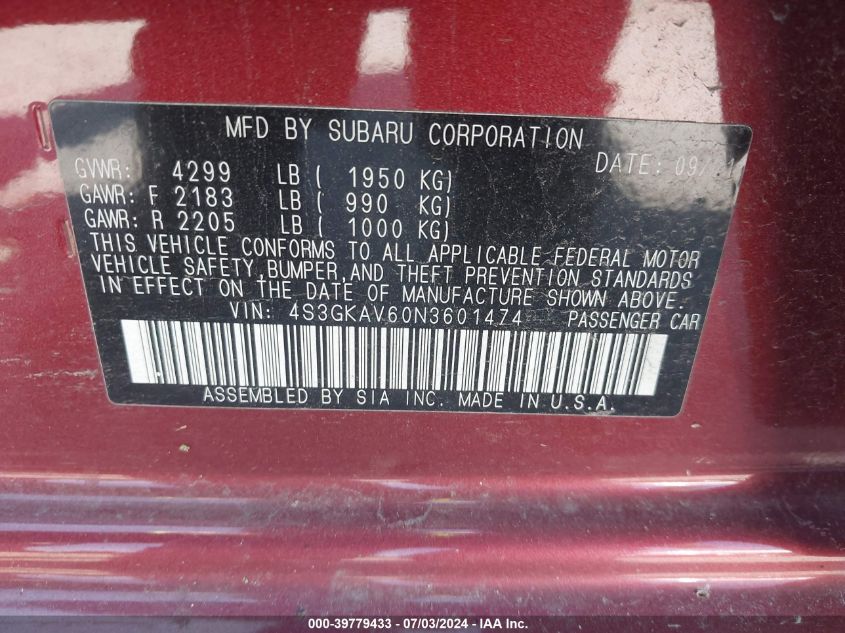 MFD BY SUBARU CORPORATION
DATE: 
GVWR: 4299 LB ( 1950 KG)
GAWR: F 2183 LB ( 990 KG)
GAWR: R 2205 LB ( 1000 KG)
THIS VEHICLE CONFORMS TO ALL APPLICABLE FEDERAL MOTOR
VEHICLE SAFETY, BUMPER, AND THEFT PREVENTION STANDARDS
IN EFFECT ON THE DATE OF MANUFACTURE SHOWN ABOVE.
VIN: 4S3GKAV60N3601474 PASSENGER CAR
ASSEMBLED BY SIA INC. MADE IN U.S.A.
000-39779433 - 07/03/2024 - IAA Inc.